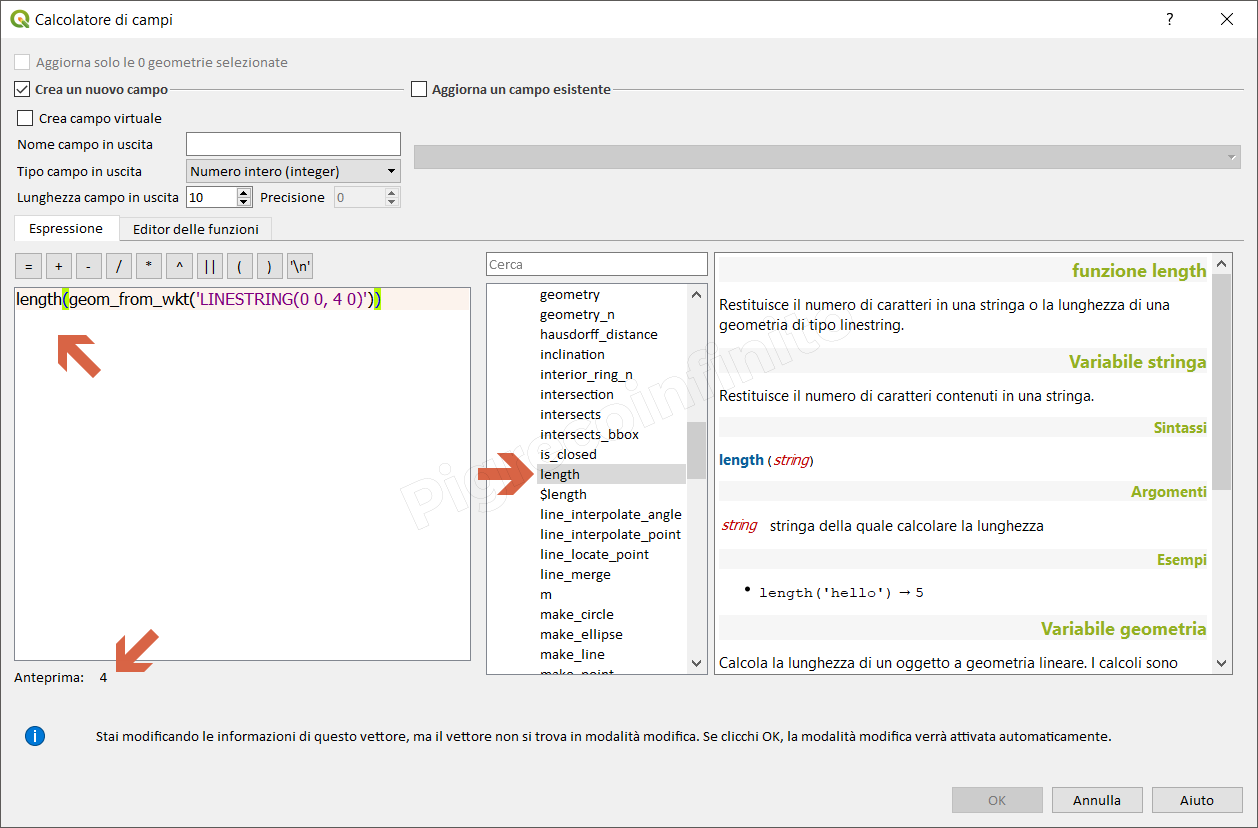 Calcolatore di campi
?
Aggiorna solo le 0 geometrie selezionate
Crea un nuovo campo
Aggiorna un campo esistente
Crea campo virtuale
Nome campo in uscita
Tipo campo in uscita
Numero intero (integer)
Lunghezza campo in uscita
10
Precisione
0
Espressione
Editor delle funzioni
= + - / * ^ || ( ) '\n'
length(geom_from_wkt('LINESTRING(0 0, 4 0)'))
Anteprima: 4
Cerca
geometry
geometry_n
hausdorff_distance
inclination
interior_ring_n
intersection
intersects
intersects_bbox
is_closed
length
$length
line_interpolate_angle
line_interpolate_point
line_locate_point
line_merge
m
make_circle
make_ellipse
make_line
make_point
funzione length
Restituisce il numero di caratteri in una stringa o la lunghezza di una
geometria di tipo linestring.
Variabile stringa
Restituisce il numero di caratteri contenuti in una stringa.
Sintassi
length (string)
Argomenti
string stringa della quale calcolare la lunghezza
Esempi
• length('hello') → 5
Variabile geometria
Calcola la lunghezza di un oggetto a geometria lineare. I calcoli sono
Pigrecoinfinito
Stai modificando le informazioni di questo vettore, ma il vettore non si trova in modalità modifica. Se clicchi OK, la modalità modifica verrà attivata automaticamente.
OK
Annulla
Aiuto